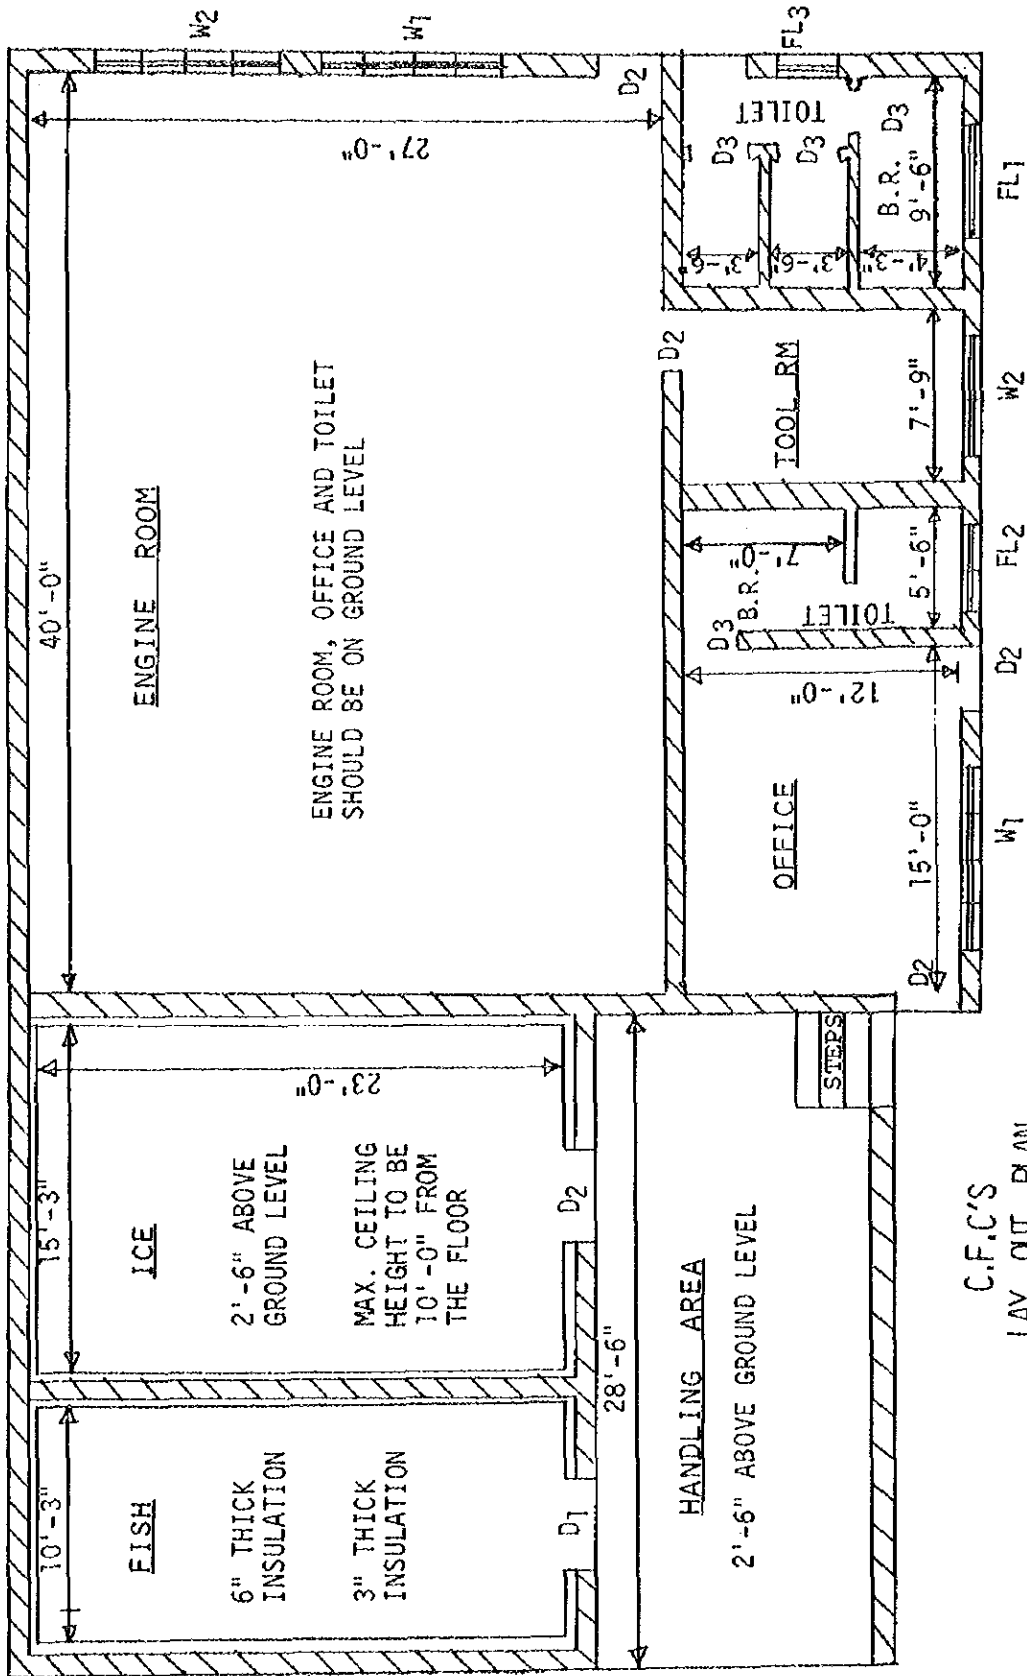 40'-0"
15'-3"
10'-3"
ENGINE ROOM
ICE
FISH
27'-0"
23'-0"
W2
W1
ENGINE ROOM, OFFICE AND TOILET
SHOULD BE ON GROUND LEVEL
2'-6" ABOVE
GROUND LEVEL
MAX. CEILING
HEIGHT TO BE
10'-0" FROM
THE FLOOR
6" THICK
INSULATION
3" THICK
INSULATION
D1
D2
D2
D2
28'-6"
HANDLING AREA
2'-6" ABOVE GROUND LEVEL
STEPS
OFFICE
15'-0"
12'-0"
D2
D2
W1
D3
B.R.
7'-0"
TOILET
5'-6"
FL2
TOOL RM
7'-9"
W2
3'-6
3'-6"
4'-3"
D3
D3
TOILET
B.R.
D3
9'-6"
FL3
FL1
C.F.C'S
LAY OUT PLAN